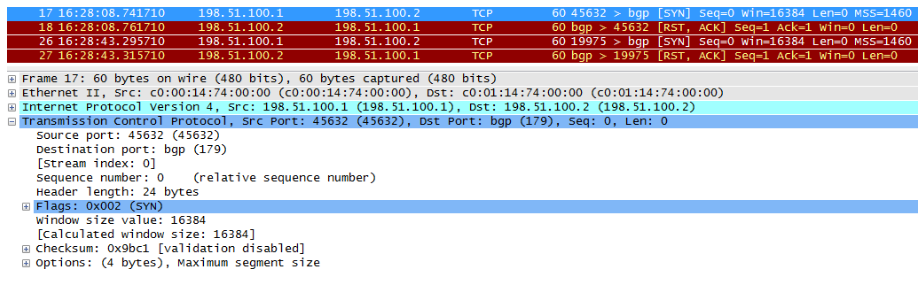 17 16:28:08.741710 198.51.100.1 198.51.100.2 TCP 60 45632 > bgp [SYN] Seq=0 Win=16384 Len=0 MSS=1460
18 16:28:08.761710 198.51.100.2 198.51.100.1 TCP 60 bgp > 45632 [RST, ACK] Seq=1 Ack=1 Win=0 Len=0
26 16:28:43.295710 198.51.100.1 198.51.100.2 TCP 60 19975 > bgp [SYN] Seq=0 Win=16384 Len=0 MSS=1460
27 16:28:43.315710 198.51.100.2 198.51.100.1 TCP 60 bgp > 19975 [RST, ACK] Seq=1 Ack=1 Win=0 Len=0
Frame 17: 60 bytes on wire (480 bits), 60 bytes captured (480 bits)
Ethernet II, Src: c0:00:14:74:00:00 (c0:00:14:74:00:00), Dst: c0:01:14:74:00:00 (c0:01:14:74:00:00)
Internet Protocol Version 4, Src: 198.51.100.1 (198.51.100.1), Dst: 198.51.100.2 (198.51.100.2)
Transmission Control Protocol, Src Port: 45632 (45632), Dst Port: bgp (179), Seq: 0, Len: 0
Source port: 45632 (45632)
Destination port: bgp (179)
[Stream index: 0]
Sequence number: 0 (relative sequence number)
Header length: 24 bytes
Flags: 0x002 (SYN)
Window size value: 16384
[Calculated window size: 16384]
Checksum: 0x9bc1 [validation disabled]
Options: (4 bytes), Maximum segment size